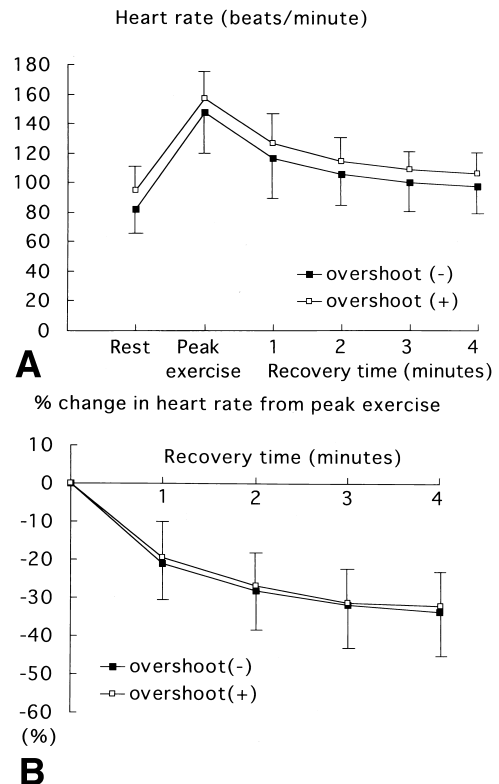 Heart rate (beats/minute)
180
160
140
120
100
80
60
40
20
0
overshoot (-)
overshoot (+)
Rest Peak exercise 1 2 3 4
Recovery time (minutes)
A
% change in heart rate from peak exercise
10
0
-10
-20
-30
-40
-50
-60
(%)
Recovery time (minutes)
1 2 3 4
overshoot(-)
overshoot(+)
B